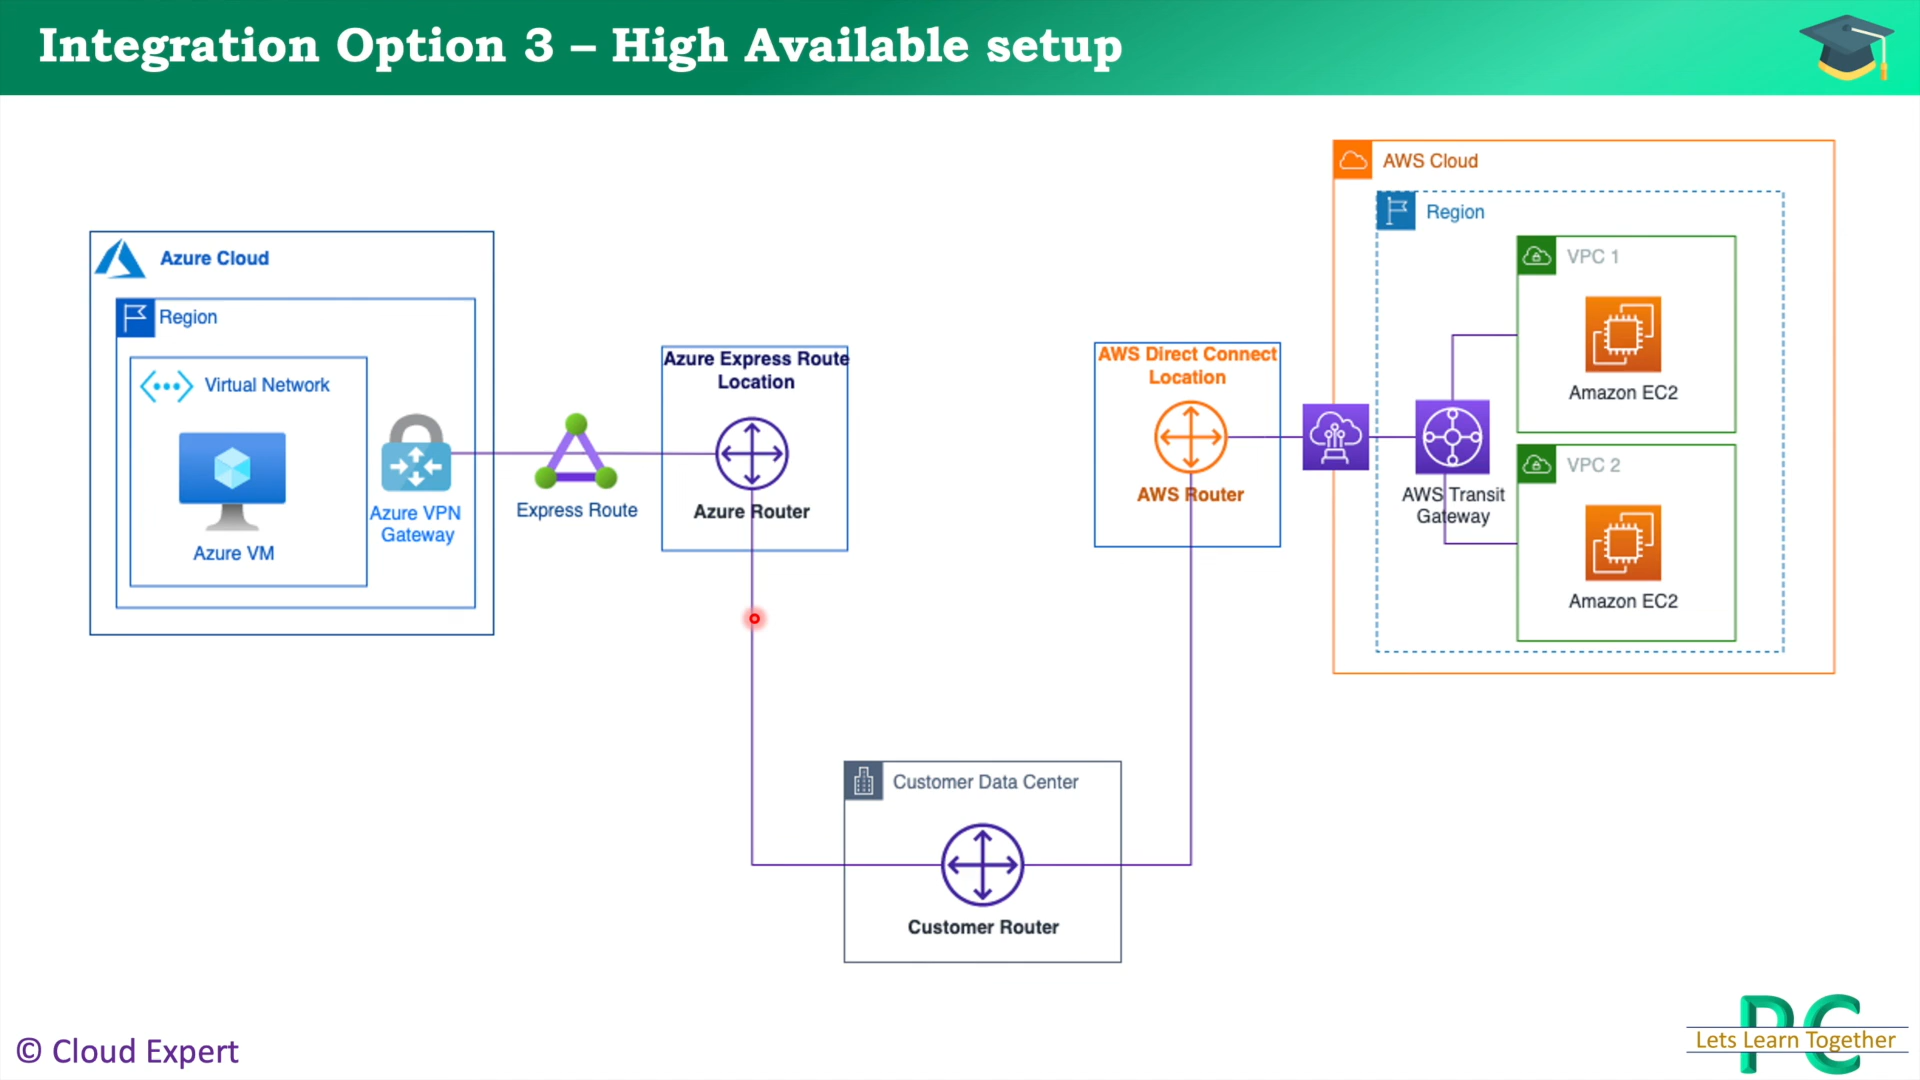 Integration Option 3 – High Available setup
AWS Cloud
Region
VPC 1
Amazon EC2
Azure Cloud
Region
Virtual Network
Azure VM
Azure VPN
Gateway
Express Route
Azure Express Route
Location
Azure Router
AWS Direct Connect
Location
AWS Router
AWS Transit
Gateway
VPC 2
Amazon EC2
Customer Data Center
Customer Router
© Cloud Expert
PC
Lets Learn Together